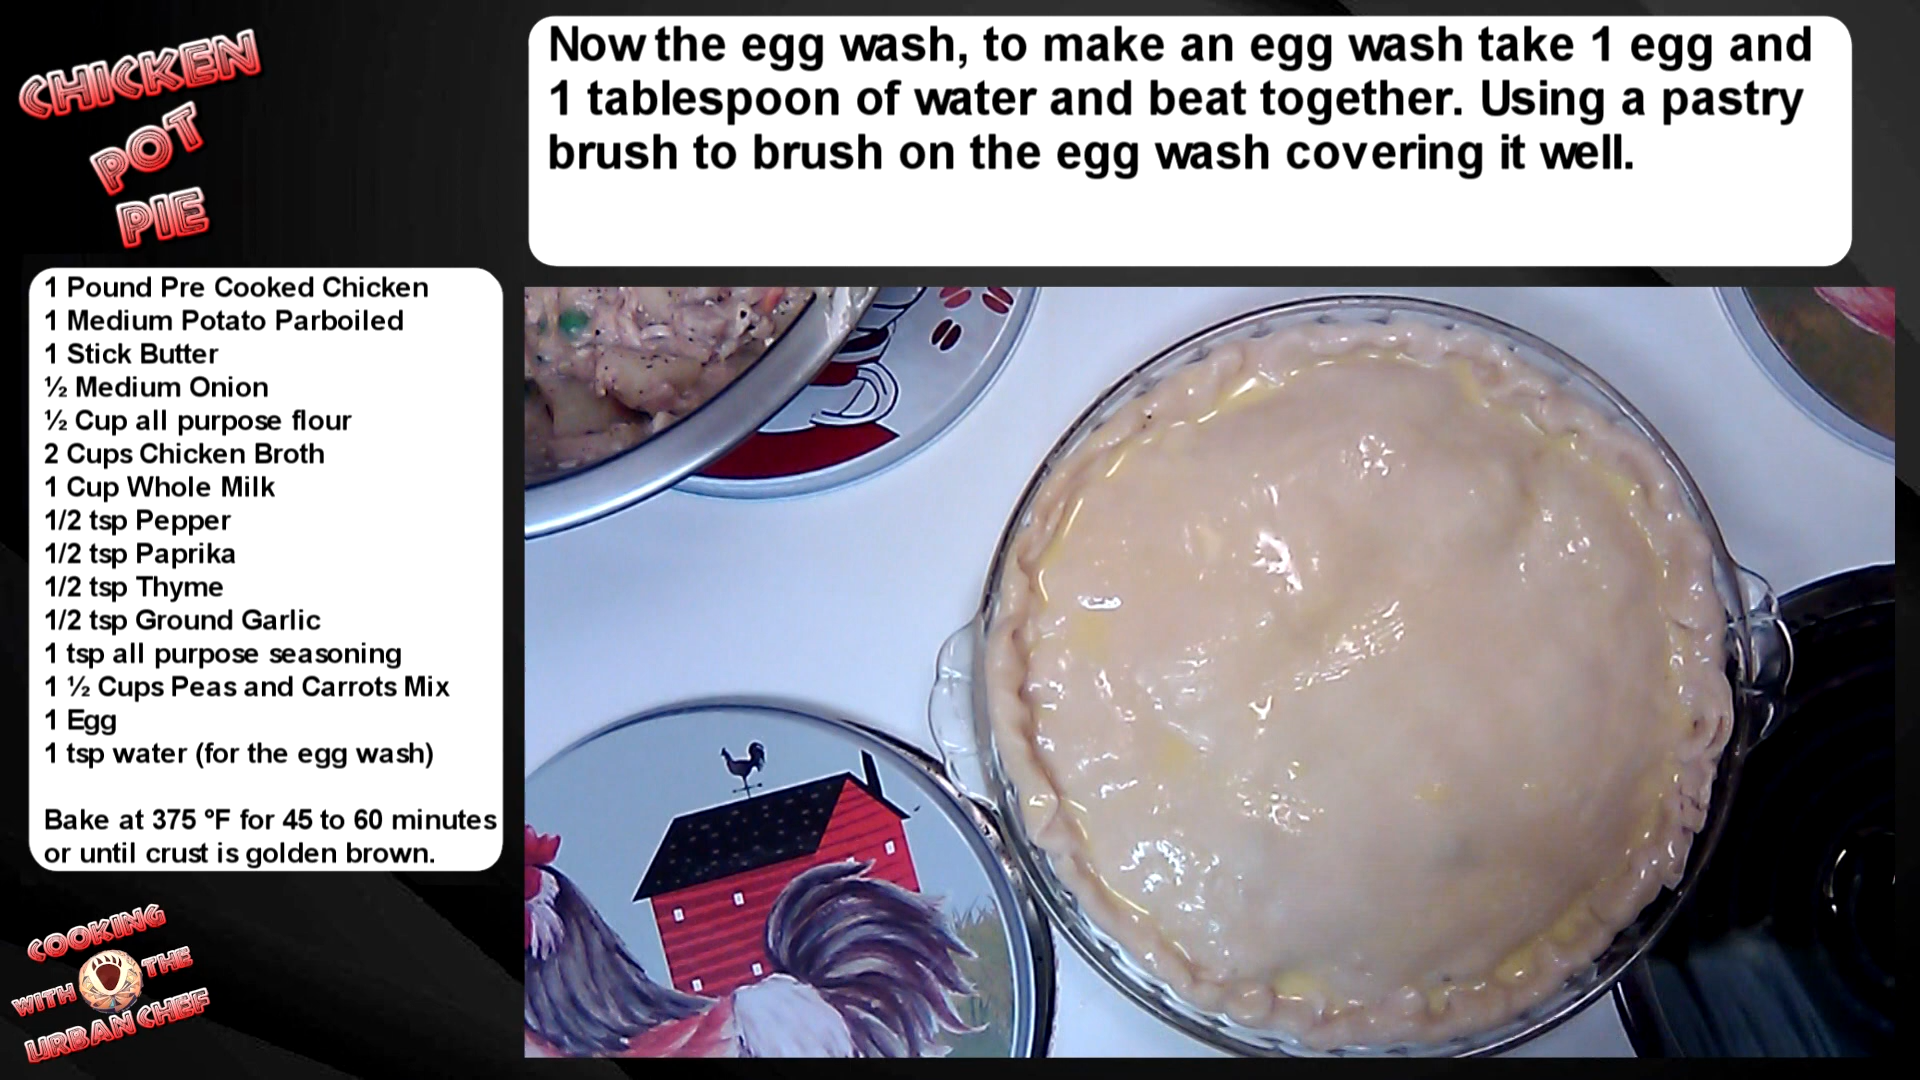 CHICKEN
POT
PIE
Now the egg wash, to make an egg wash take 1 egg and
1 tablespoon of water and beat together. Using a pastry
brush to brush on the egg wash covering it well.
1 Pound Pre Cooked Chicken
1 Medium Potato Parboiled
1 Stick Butter
½ Medium Onion
½ Cup all purpose flour
2 Cups Chicken Broth
1 Cup Whole Milk
1/2 tsp Pepper
1/2 tsp Paprika
1/2 tsp Thyme
1/2 tsp Ground Garlic
1 tsp all purpose seasoning
1 ½ Cups Peas and Carrots Mix
1 Egg
1 tsp water (for the egg wash)
Bake at 375 °F for 45 to 60 minutes
or until crust is golden brown.
COOKING
WITH THE
URBAN CHEF